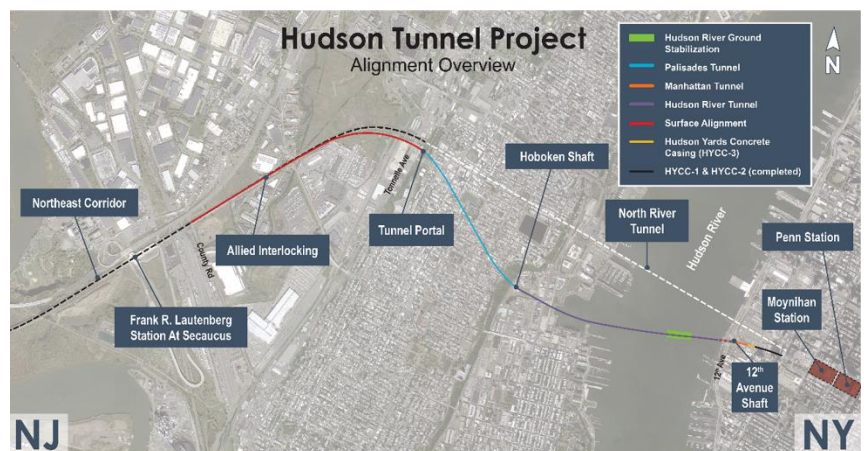 Hudson Tunnel Project
Alignment Overview
Hudson River Ground
Stabilization
Palisades Tunnel
Manhattan Tunnel
Hudson River Tunnel
Surface Alignment
Hudson Yards Concrete
Casing (HYCC-3)
HYCC-1 & HYCC-2 (completed)
N
Northeast Corridor
Allied Interlocking
County Rd
Frank R. Lautenberg
Station At Secaucus
Tonnelle Ave
Tunnel Portal
Hoboken Shaft
North River
Tunnel
Hudson River
Penn Station
Moynihan
Station
12th Ave
12th
Avenue
Shaft
NJ
NY